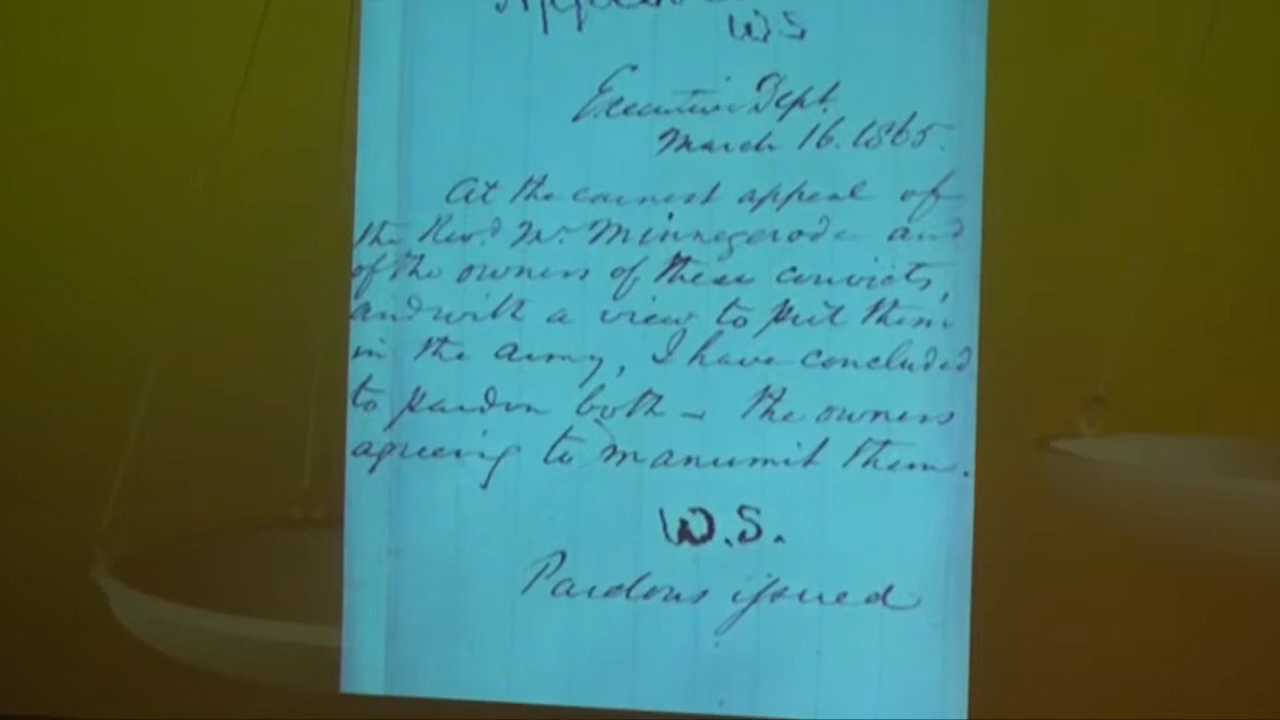 W S
Executive Dept.
March 16. 1865.
At the earnest appeal of
the Revd. Mr. Minnegerode and
of the owners of these convicts,
and with a view to put them
in the army, I have concluded
to pardon both – the owners
agreeing to manumit them.
W.S.
Pardons issued